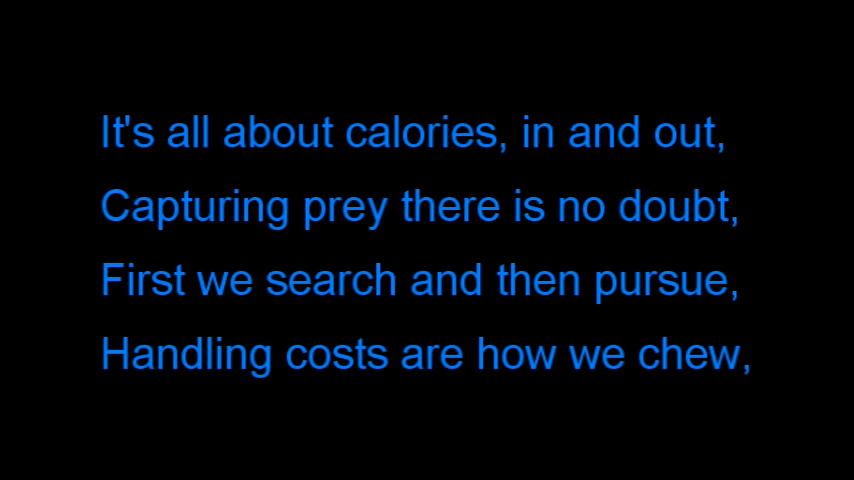 It's all about calories, in and out,
Capturing prey there is no doubt,
First we search and then pursue,
Handling costs are how we chew,